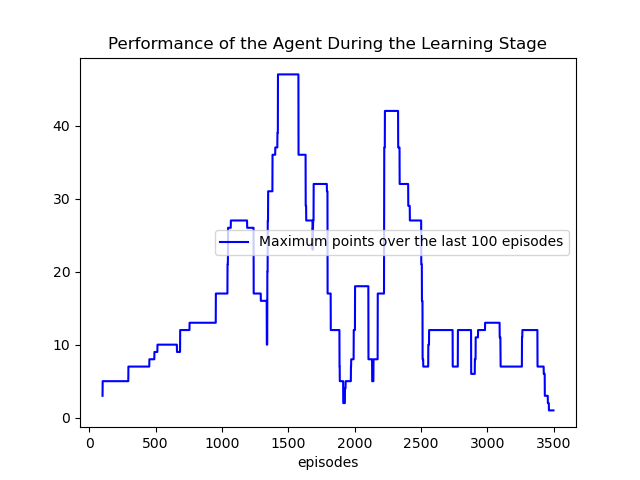 Performance of the Agent During the Learning Stage
40
30
Maximum points over the last 100 episodes
20
10
0
0 500 1000 1500 2000 2500 3000 3500
episodes